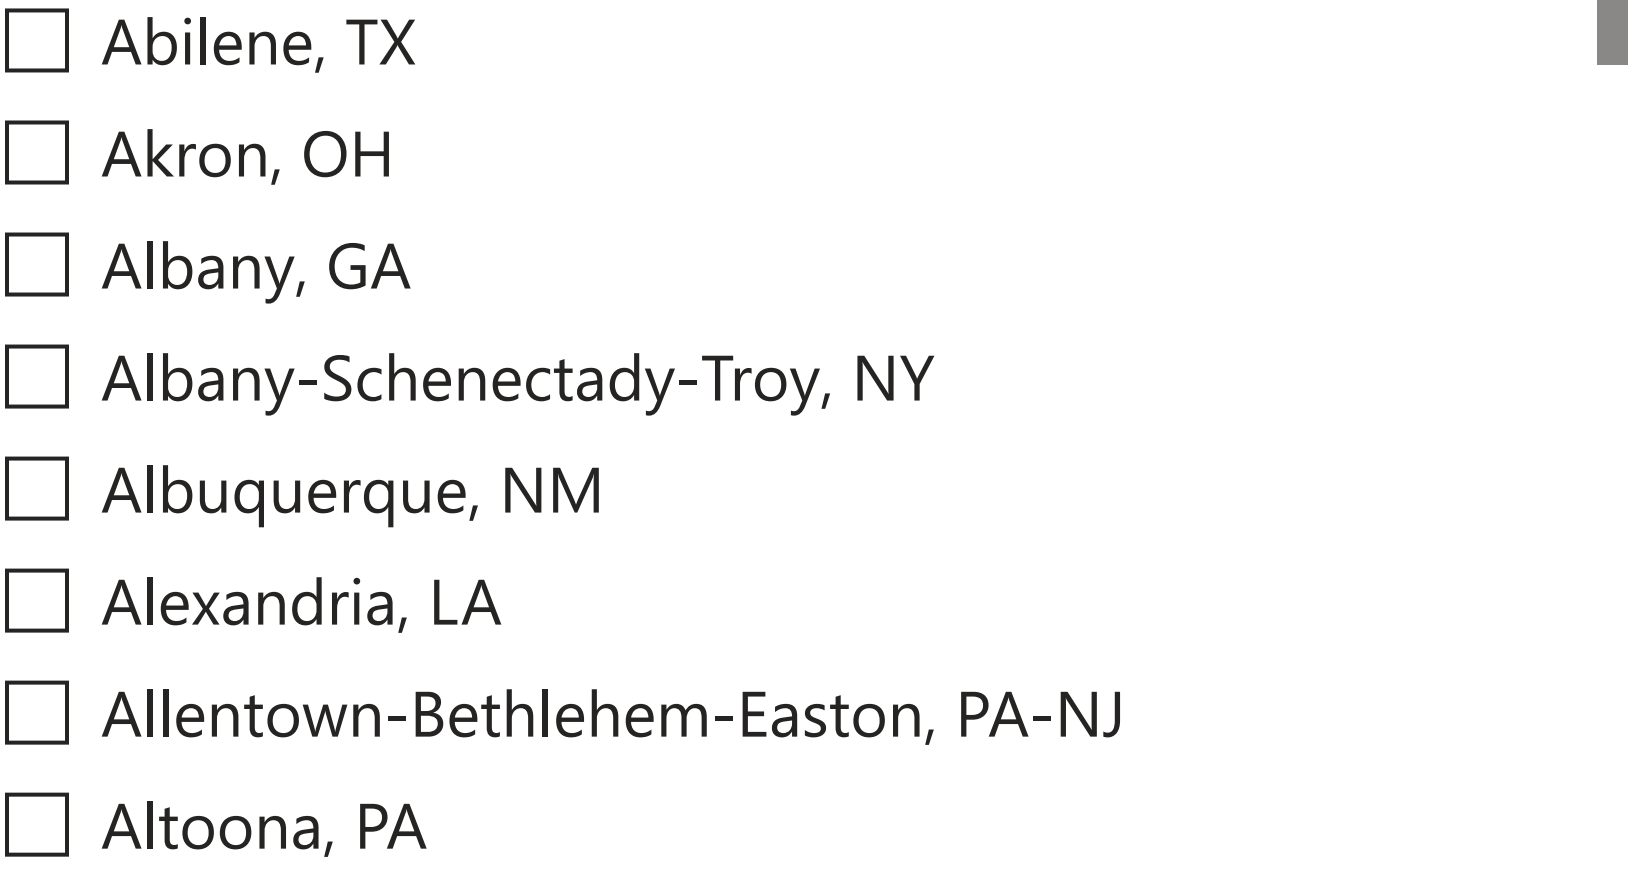 Abilene, TX
Akron, OH
Albany, GA
Albany-Schenectady-Troy, NY
Albuquerque, NM
Alexandria, LA
Allentown-Bethlehem-Easton, PA-NJ
Altoona, PA